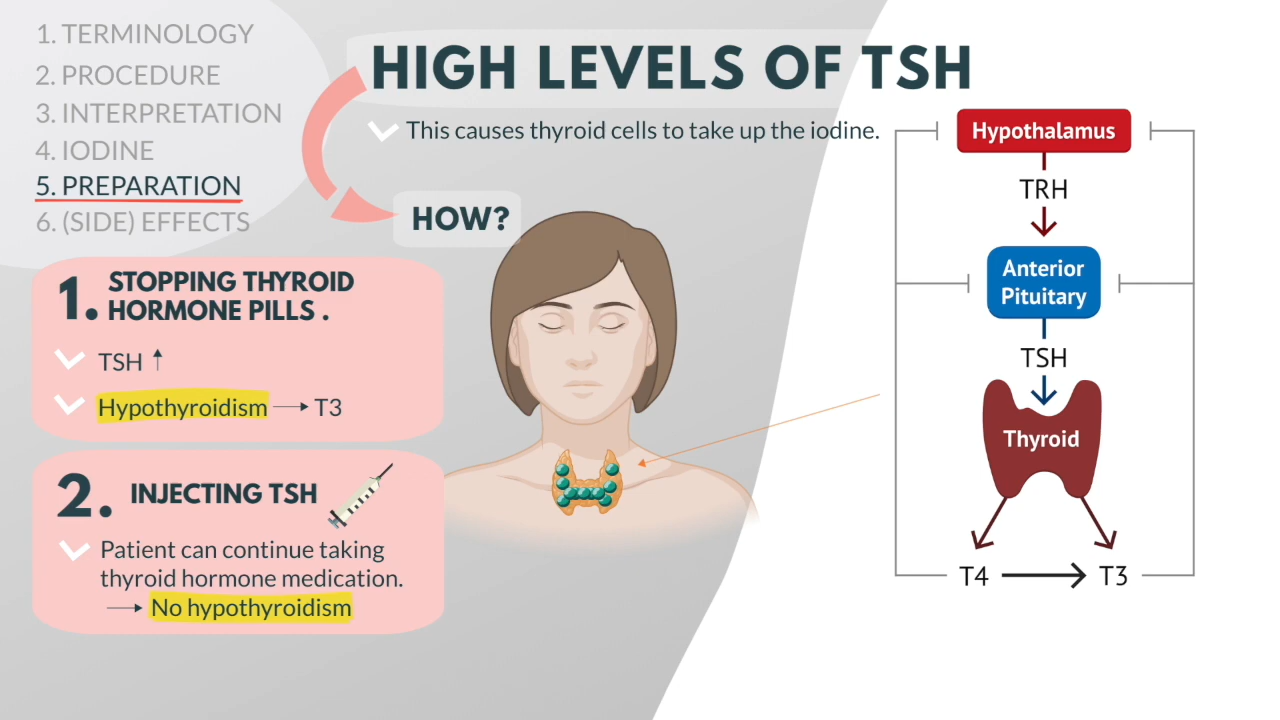 1. TERMINOLOGY
2. PROCEDURE
3. INTERPRETATION
4. IODINE
5. PREPARATION
6. (SIDE) EFFECTS
HIGH LEVELS OF TSH
This causes thyroid cells to take up the iodine.
HOW?
1. STOPPING THYROID
HORMONE PILLS .
TSH ↑
Hypothyroidism → T3
2. INJECTING TSH
Patient can continue taking
thyroid hormone medication.
→ No hypothyroidism
Hypothalamus
TRH
Anterior
Pituitary
TSH
Thyroid
T4 → T3